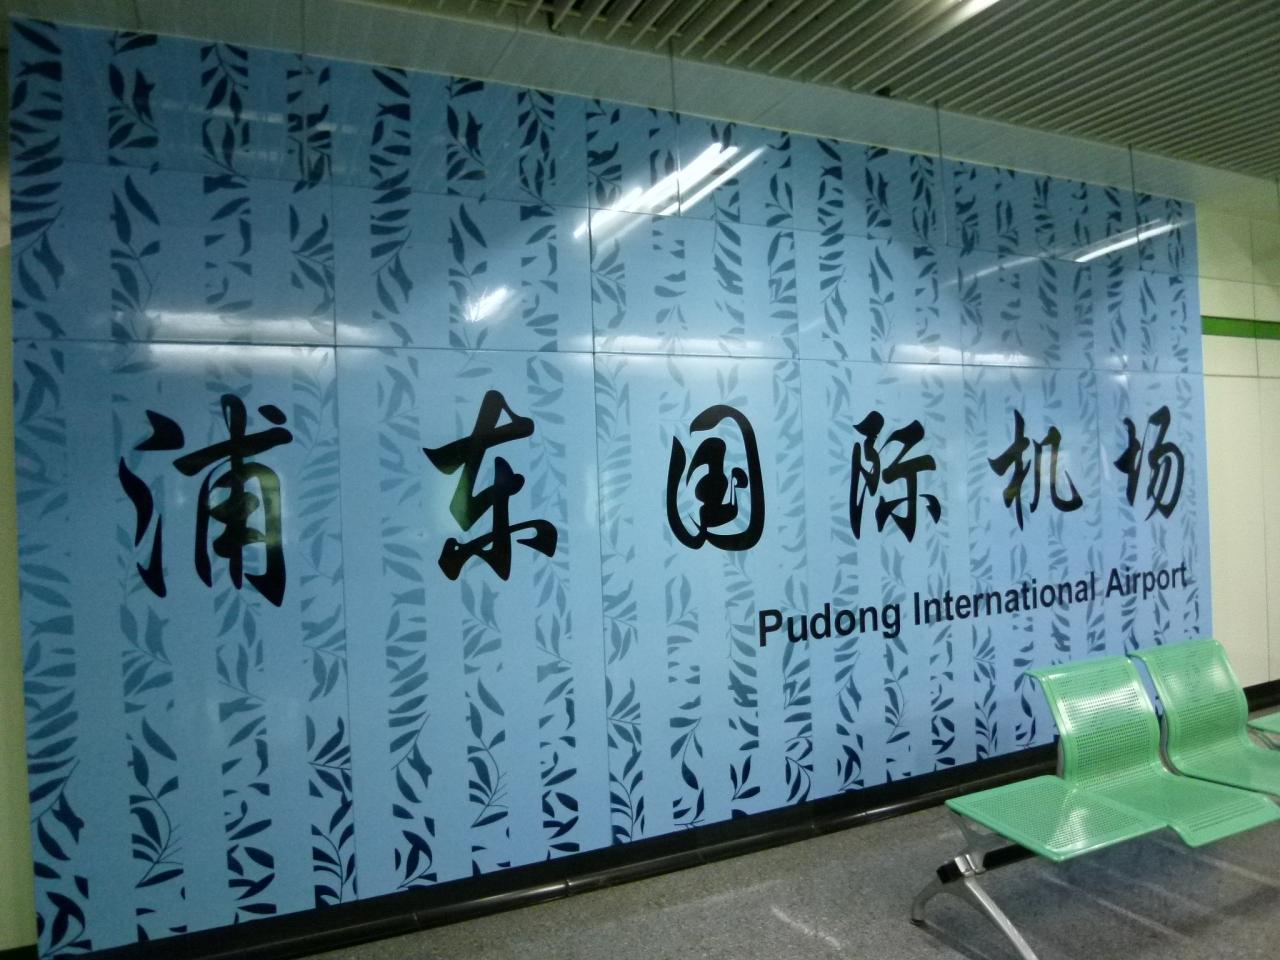 浦东国际机场
Pudong International Airport